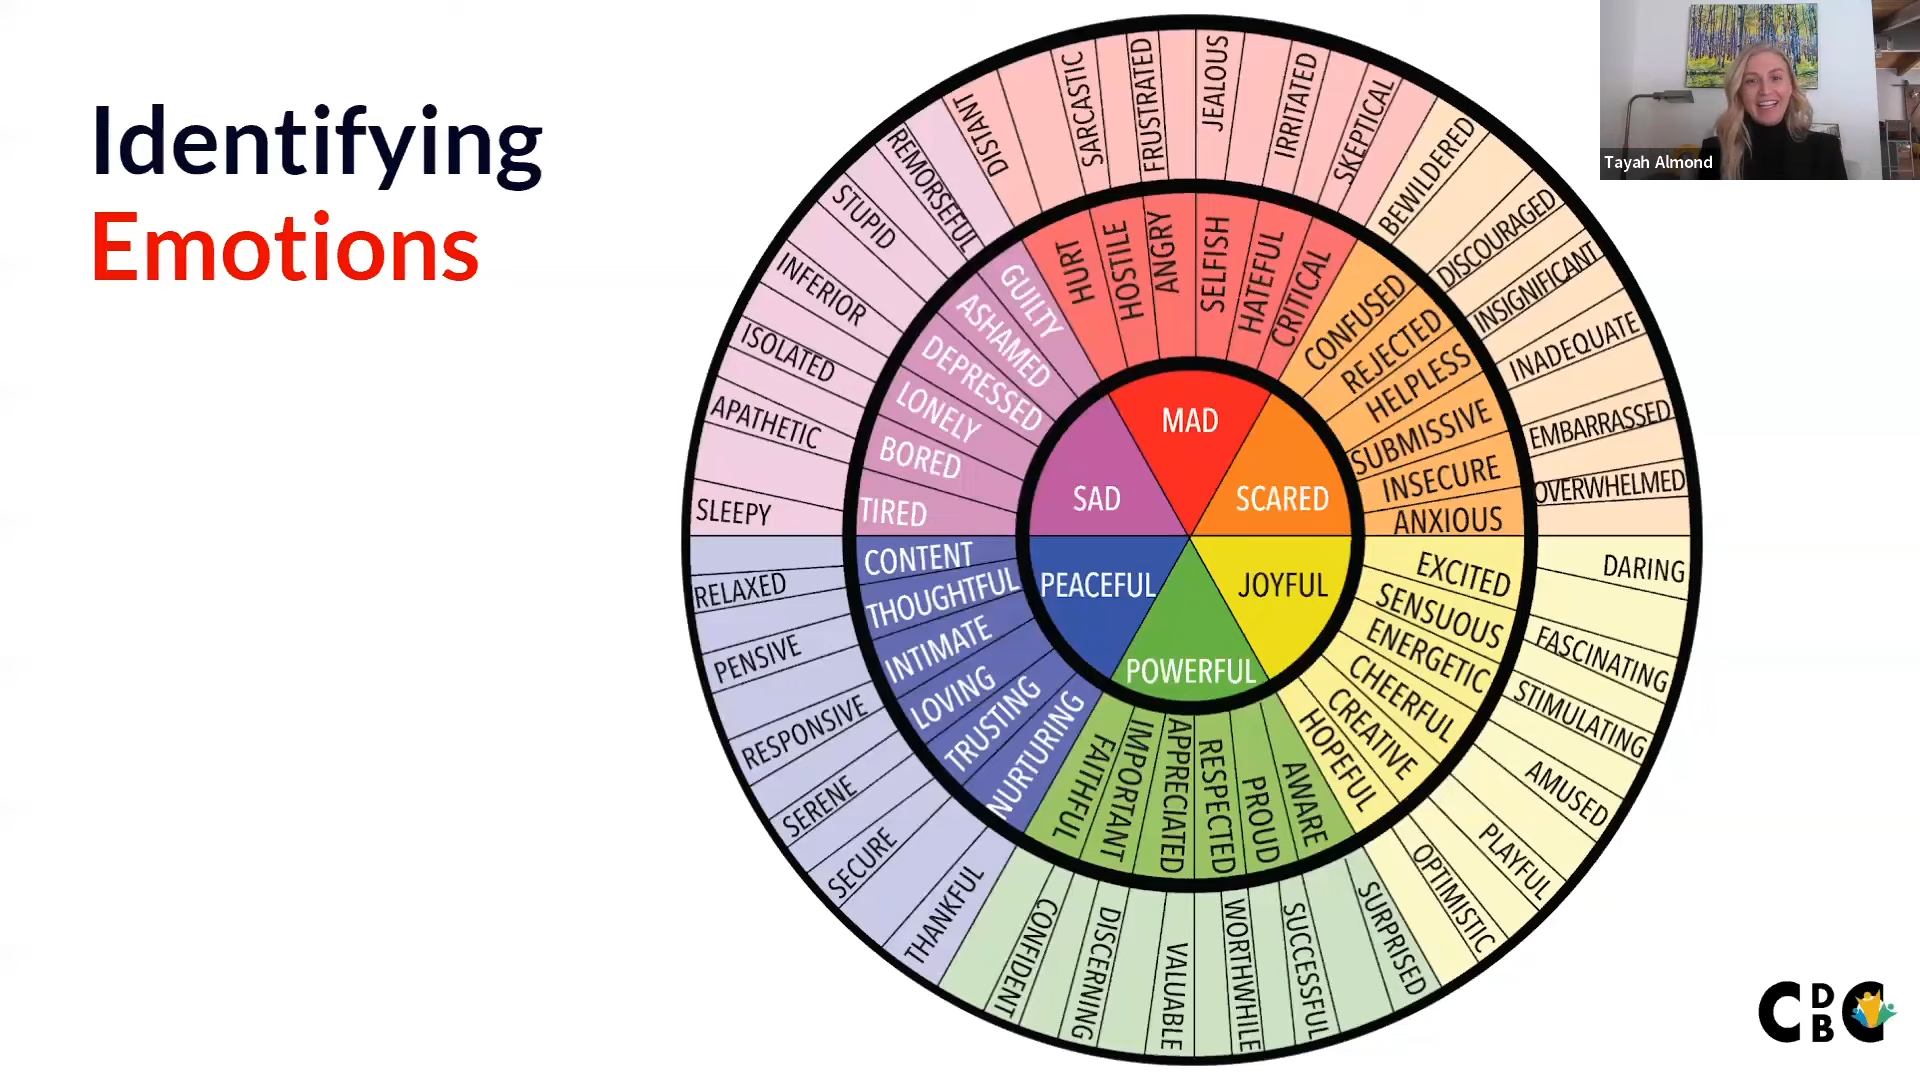 Identifying
Emotions
Tayah Almond
MAD
SCARED
JOYFUL
POWERFUL
PEACEFUL
SAD
HURT
HOSTILE
ANGRY
SELFISH
HATEFUL
CRITICAL
CONFUSED
REJECTED
HELPLESS
SUBMISSIVE
INSECURE
ANXIOUS
EXCITED
SENSUOUS
ENERGETIC
CHEERFUL
CREATIVE
HOPEFUL
AWARE
PROUD
RESPECTED
APPRECIATED
IMPORTANT
FAITHFUL
NURTURING
TRUSTING
LOVING
INTIMATE
THOUGHTFUL
CONTENT
TIRED
BORED
LONELY
DEPRESSED
ASHAMED
GUILTY
DISTANT
SARCASTIC
FRUSTRATED
JEALOUS
IRRITATED
SKEPTICAL
BEWILDERED
DISCOURAGED
INSIGNIFICANT
INADEQUATE
EMBARRASSED
OVERWHELMED
DARING
FASCINATING
STIMULATING
AMUSED
PLAYFUL
OPTIMISTIC
SURPRISED
SUCCESSFUL
WORTHWHILE
VALUABLE
DISCERNING
CONFIDENT
THANKFUL
SECURE
SERENE
RESPONSIVE
PENSIVE
RELAXED
SLEEPY
APATHETIC
ISOLATED
INFERIOR
STUPID
REMORSEFUL
CDBC